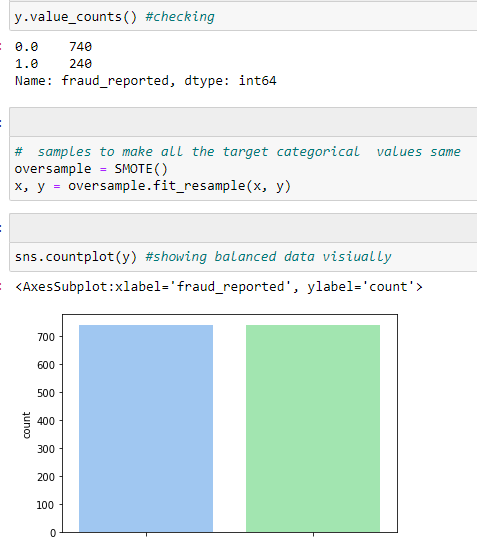 y.value_counts() #checking
0.0    740
1.0    240
Name: fraud_reported, dtype: int64
#  samples to make all the target categorical  values same
oversample = SMOTE()
x, y = oversample.fit_resample(x, y)
sns.countplot(y) #showing balanced data visiually
<AxesSubplot:xlabel='fraud_reported', ylabel='count'>
700
600
500
400
300
200
100
0
count